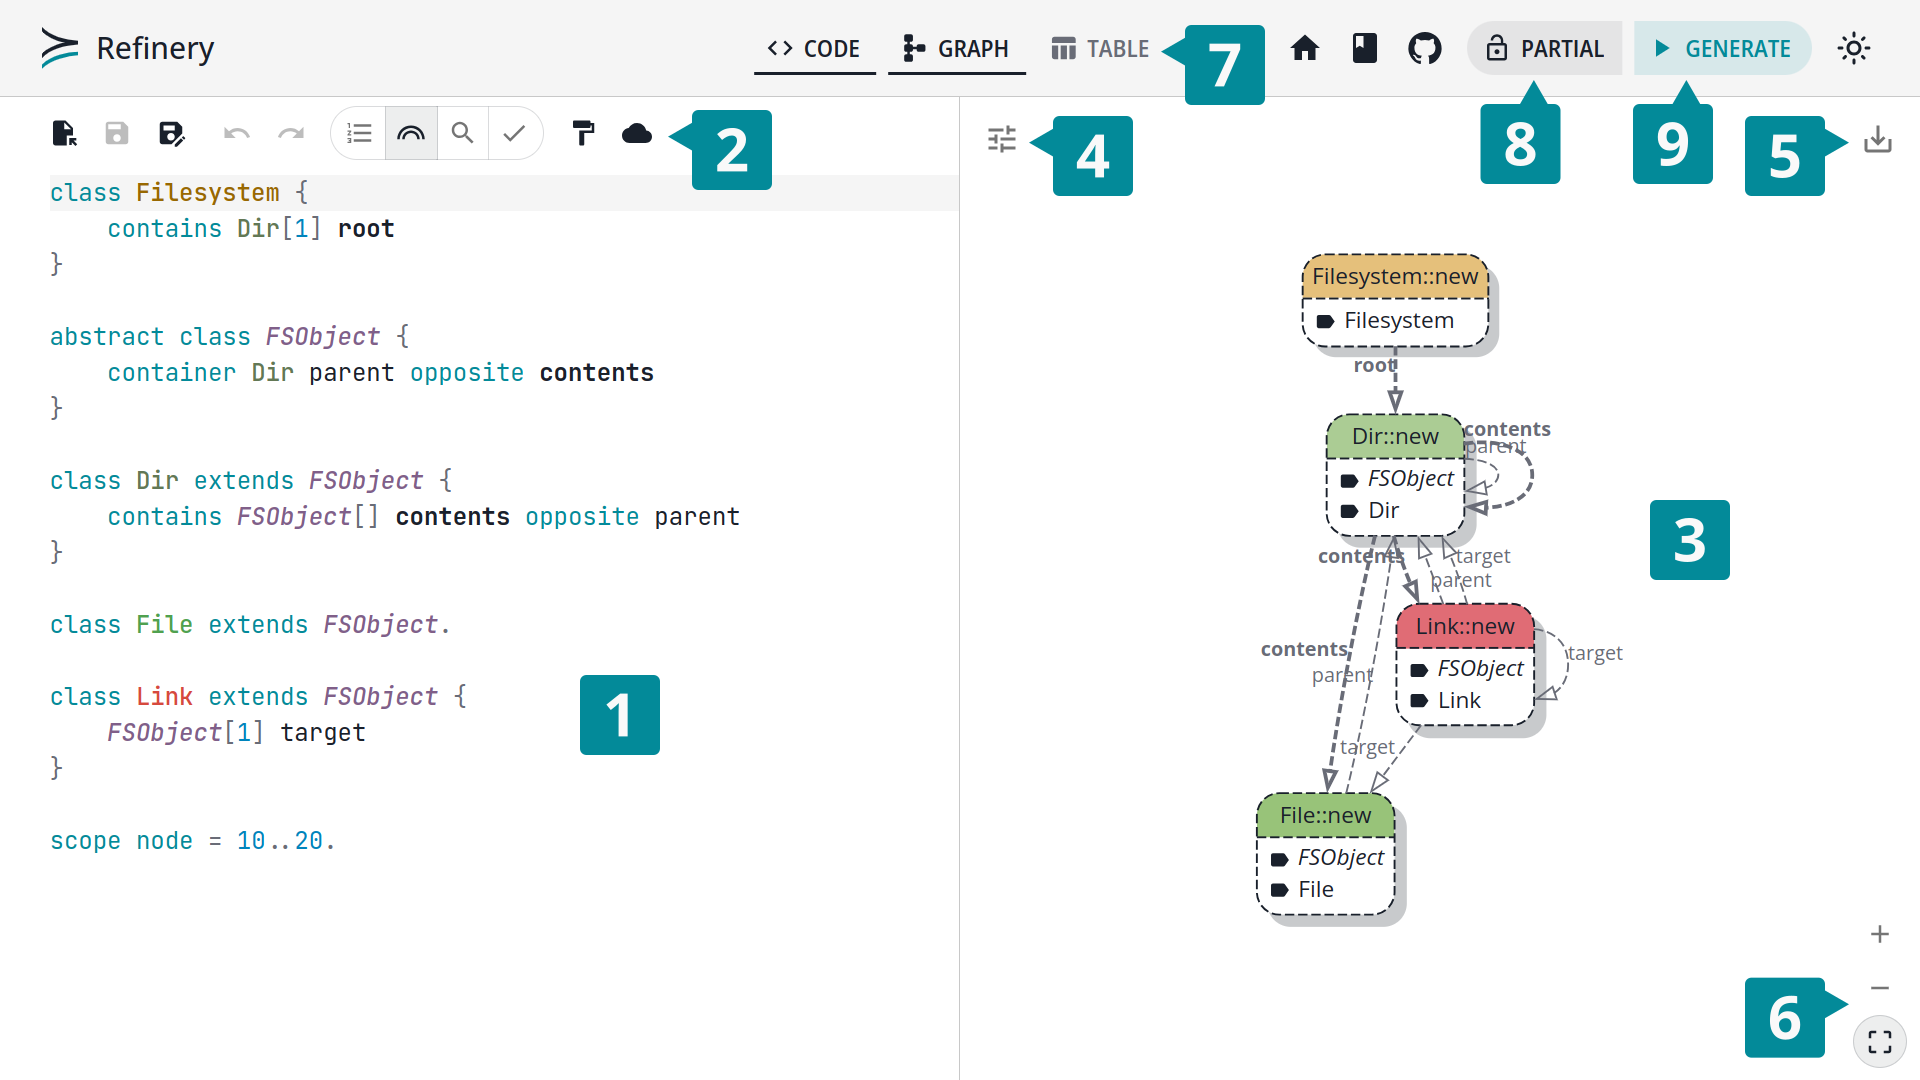 Refinery
CODE
GRAPH
TABLE
7
PARTIAL
GENERATE
2
4
8
9
5
class Filesystem {
    contains Dir[1] root
}
abstract class FSObject {
    container Dir parent opposite contents
}
class Dir extends FSObject {
    contains FSObject[] contents opposite parent
}
class File extends FSObject.
class Link extends FSObject {
    FSObject[1] target
}
scope node = 10..20.
1
Filesystem::new
Filesystem
root
Dir::new
FSObject
Dir
contents
parent
contents
target
parent
Link::new
FSObject
Link
target
contents
parent
target
File::new
FSObject
File
3
6